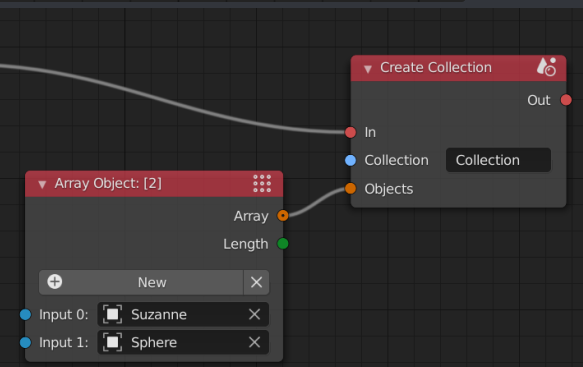 Create Collection
Out
In
Collection Collection
Objects
Array Object: [2]
Array
Length
New
Input 0: Suzanne
Input 1: Sphere